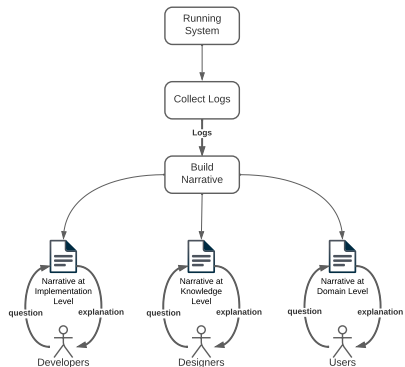 Running
System
Collect Logs
Logs
Build
Narrative
Narrative at
Implementation
Level
Narrative at
Knowledge
Level
Narrative at
Domain Level
question
explanation
question
explanation
question
explanation
Developers
Designers
Users